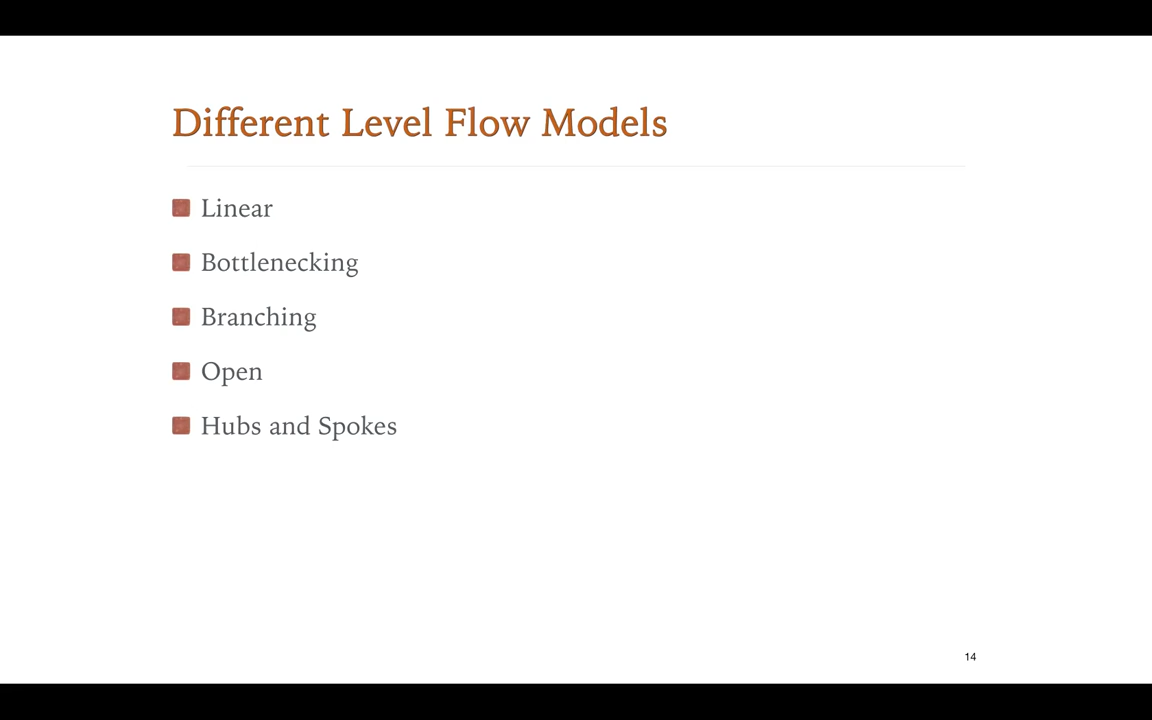 Different Level Flow Models
Linear
Bottlenecking
Branching
Open
Hubs and Spokes
14